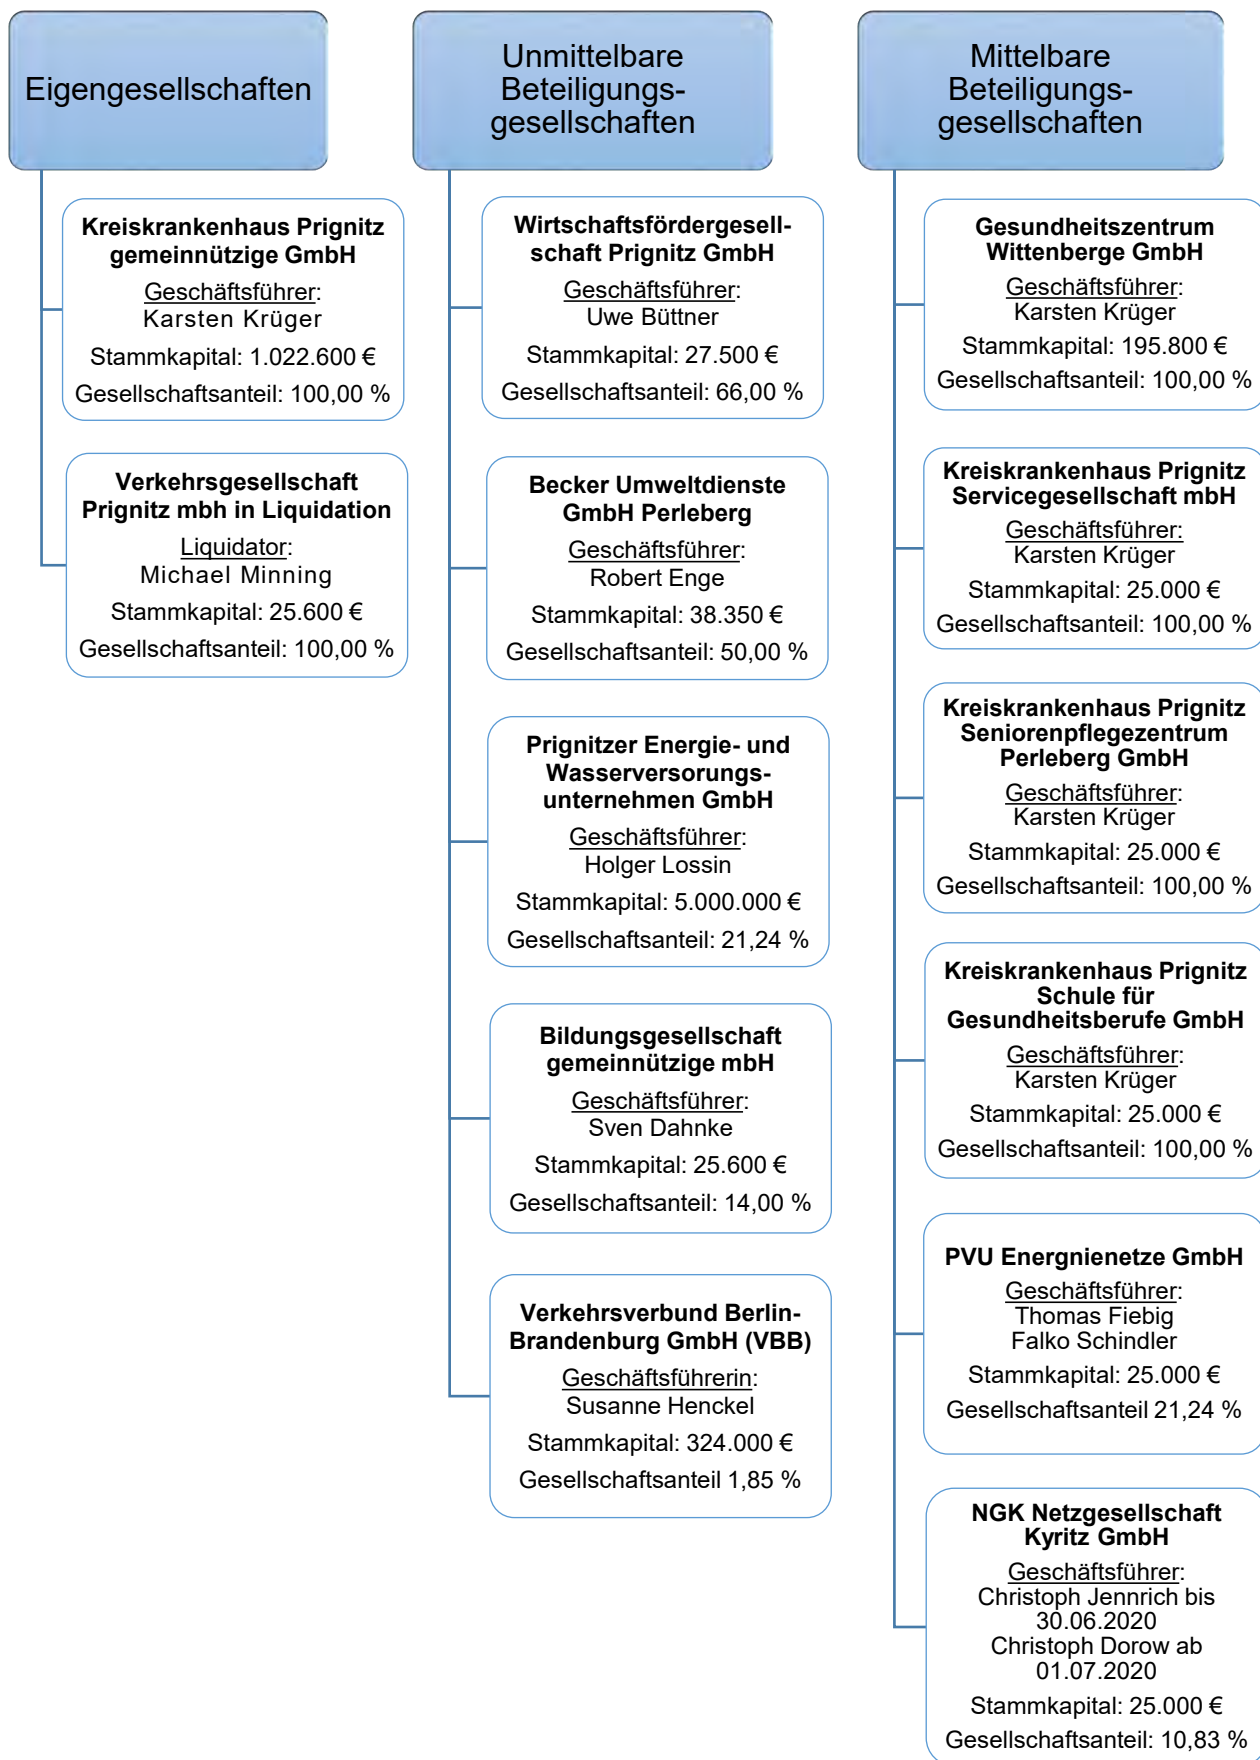 Eigengesellschaften
Kreiskrankenhaus Prignitz
gemeinnützige GmbH
Geschäftsführer:
Karsten Krüger
Stammkapital: 1.022.600 €
Gesellschaftsanteil: 100,00 %
Verkehrsgesellschaft
Prignitz mbh in Liquidation
Liquidator:
Michael Minning
Stammkapital: 25.600 €
Gesellschaftsanteil: 100,00 %
Unmittelbare
Beteiligungs-
gesellschaften
Wirtschaftsfördergesell-
schaft Prignitz GmbH
Geschäftsführer:
Uwe Büttner
Stammkapital: 27.500 €
Gesellschaftsanteil: 66,00 %
Becker Umweltdienste
GmbH Perleberg
Geschäftsführer:
Robert Enge
Stammkapital: 38.350 €
Gesellschaftsanteil: 50,00 %
Prignitzer Energie- und
Wasserversorungs-
unternehmen GmbH
Geschäftsführer:
Holger Lossin
Stammkapital: 5.000.000 €
Gesellschaftsanteil: 21,24 %
Bildungsgesellschaft
gemeinnützige mbH
Geschäftsführer:
Sven Dahnke
Stammkapital: 25.600 €
Gesellschaftsanteil: 14,00 %
Verkehrsverbund Berlin-
Brandenburg GmbH (VBB)
Geschäftsführerin:
Susanne Henckel
Stammkapital: 324.000 €
Gesellschaftsanteil 1,85 %
Mittelbare
Beteiligungs-
gesellschaften
Gesundheitszentrum
Wittenberge GmbH
Geschäftsführer:
Karsten Krüger
Stammkapital: 195.800 €
Gesellschaftsanteil: 100,00 %
Kreiskrankenhaus Prignitz
Servicegesellschaft mbH
Geschäftsführer:
Karsten Krüger
Stammkapital: 25.000 €
Gesellschaftsanteil: 100,00 %
Kreiskrankenhaus Prignitz
Seniorenpflegezentrum
Perleberg GmbH
Geschäftsführer:
Karsten Krüger
Stammkapital: 25.000 €
Gesellschaftsanteil: 100,00 %
Kreiskrankenhaus Prignitz
Schule für
Gesundheitsberufe GmbH
Geschäftsführer:
Karsten Krüger
Stammkapital: 25.000 €
Gesellschaftsanteil: 100,00 %
PVU Energnienetze GmbH
Geschäftsführer:
Thomas Fiebig
Falko Schindler
Stammkapital: 25.000 €
Gesellschaftsanteil 21,24 %
NGK Netzgesellschaft
Kyritz GmbH
Geschäftsführer:
Christoph Jennrich bis
30.06.2020
Christoph Dorow ab
01.07.2020
Stammkapital: 25.000 €
Gesellschaftsanteil: 10,83 %